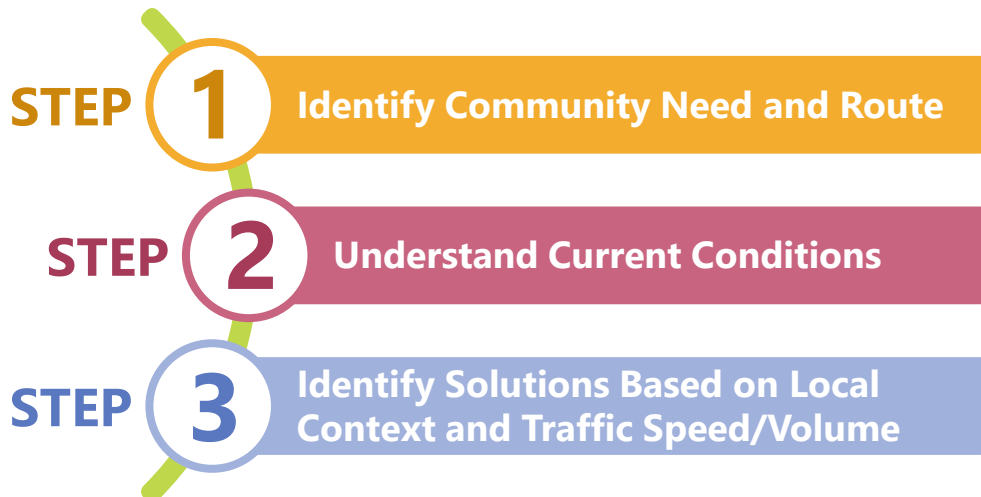 STEP 1 Identify Community Need and Route
STEP 2 Understand Current Conditions
STEP 3 Identify Solutions Based on Local
Context and Traffic Speed/Volume